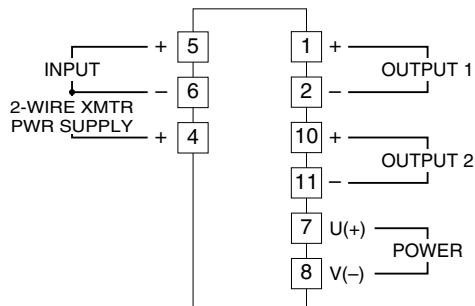 + 5
INPUT
– 6
2-WIRE XMTR
PWR SUPPLY
+ 4
1 +
OUTPUT 1
2 –
10 +
OUTPUT 2
11 –
7 U(+)
POWER
8 V(–)